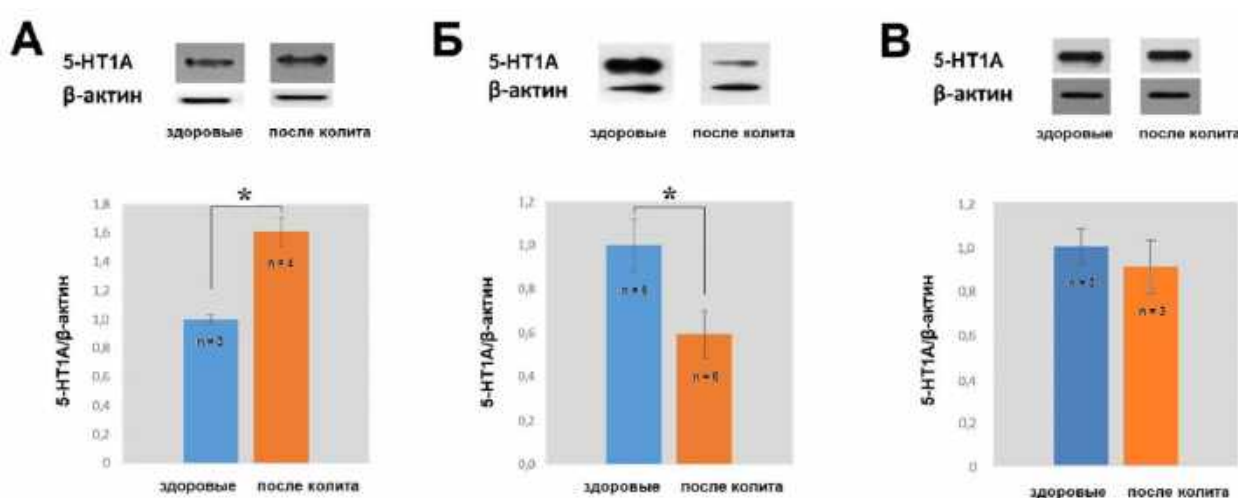 А
5-HT1A
β-актин
здоровые после колита
*
5-HT1A/β-актин
1,8
1,6
1,4
1,2
1,0
0,8
0,6
0,4
0,2
0
n = 3
n = 4
здоровые после колита
Б
5-HT1A
β-актин
здоровые после колита
*
5-HT1A/β-актин
1,2
1,0
0,8
0,6
0,4
0,2
0,0
n = 6
n = 6
здоровые после колита
В
5-HT1A
β-актин
здоровые после колита
5-HT1A/β-актин
1,2
1,0
0,8
0,6
0,4
0,2
0
n = 3
здоровые после колита